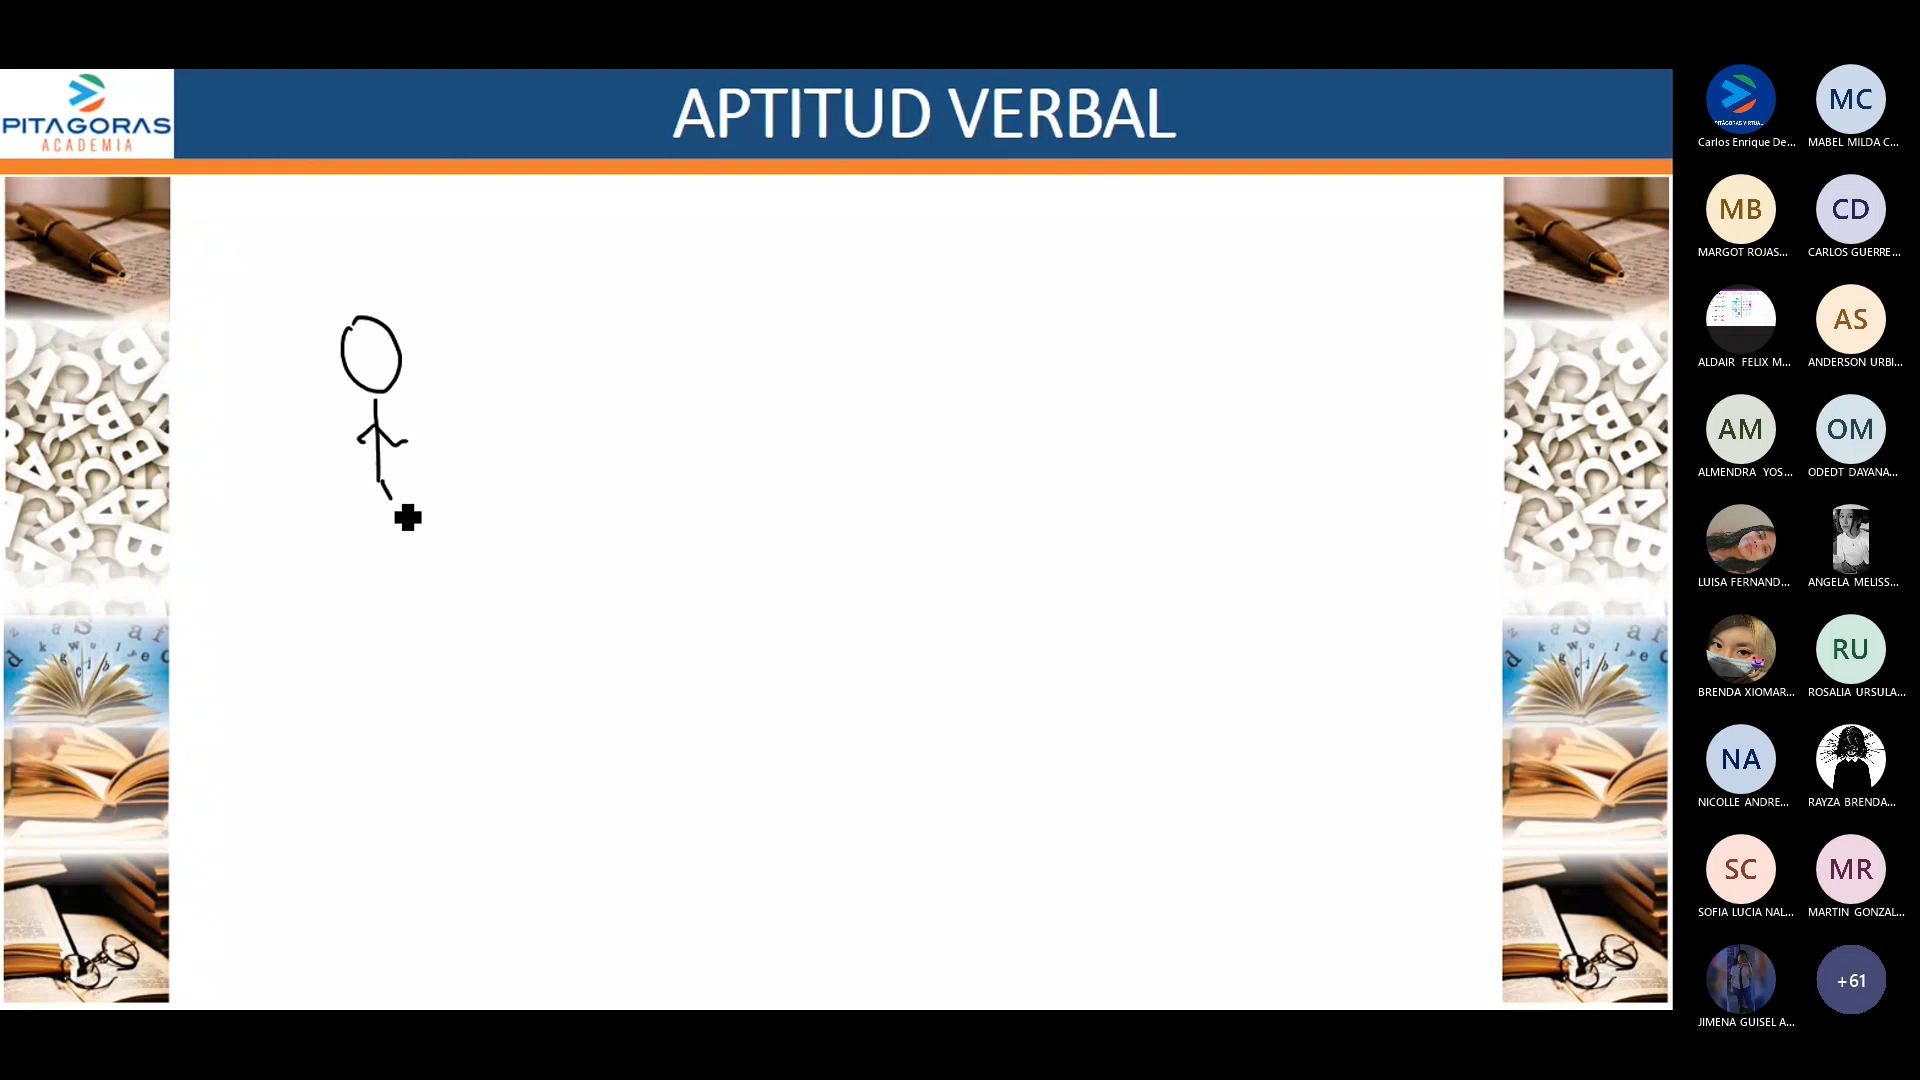 PITAGORAS
ACADEMIA
APTITUD VERBAL
PITÁGORAS VIRTUAL
Carlos Enrique De...
MC
MABEL MILDA C...
MB
MARGOT ROJAS...
CD
CARLOS GUERRE...
ALDAIR FELIX M...
AS
ANDERSON URBI...
AM
ALMENDRA YOS...
OM
ODEDT DAYANA...
LUISA FERNAND...
ANGELA MELISS...
BRENDA XIOMAR...
RU
ROSALIA URSULA...
NA
NICOLLE ANDRE...
RAYZA BRENDA...
SC
SOFIA LUCIA NAL...
MR
MARTIN GONZAL...
JIMENA GUISEL A...
+61